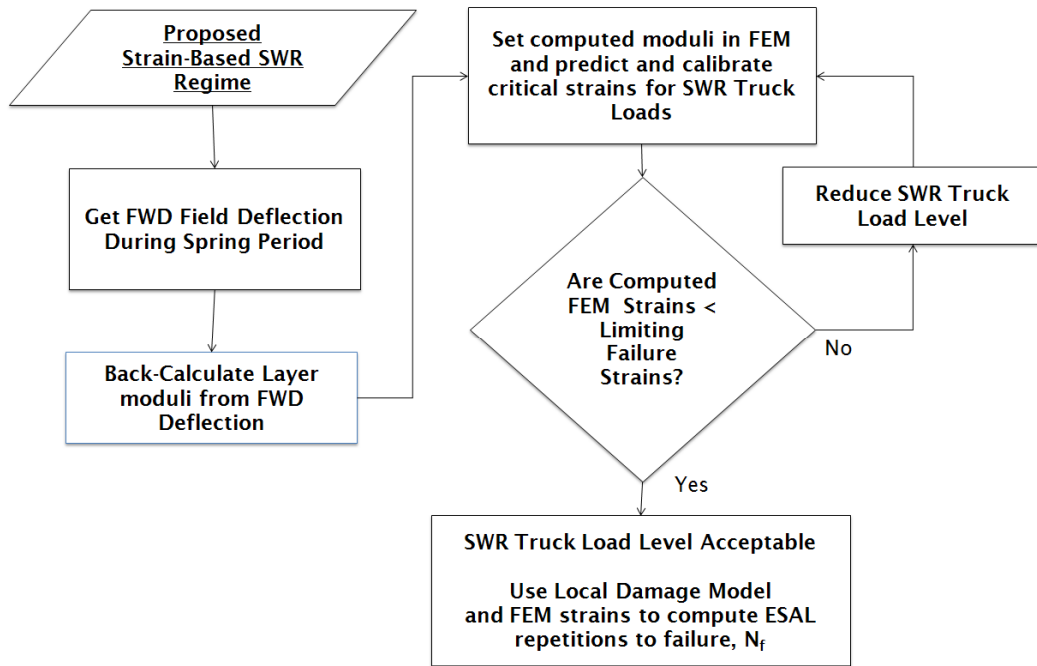 Proposed
Strain-Based SWR
Regime
Get FWD Field Deflection
During Spring Period
Back-Calculate Layer
moduli from FWD
Deflection
Set computed moduli in FEM
and predict and calibrate
critical strains for SWR Truck
Loads
Reduce SWR Truck
Load Level
Are Computed
FEM Strains <
Limiting
Failure
Strains?
No
Yes
SWR Truck Load Level Acceptable
Use Local Damage Model
and FEM strains to compute ESAL
repetitions to failure, Nf